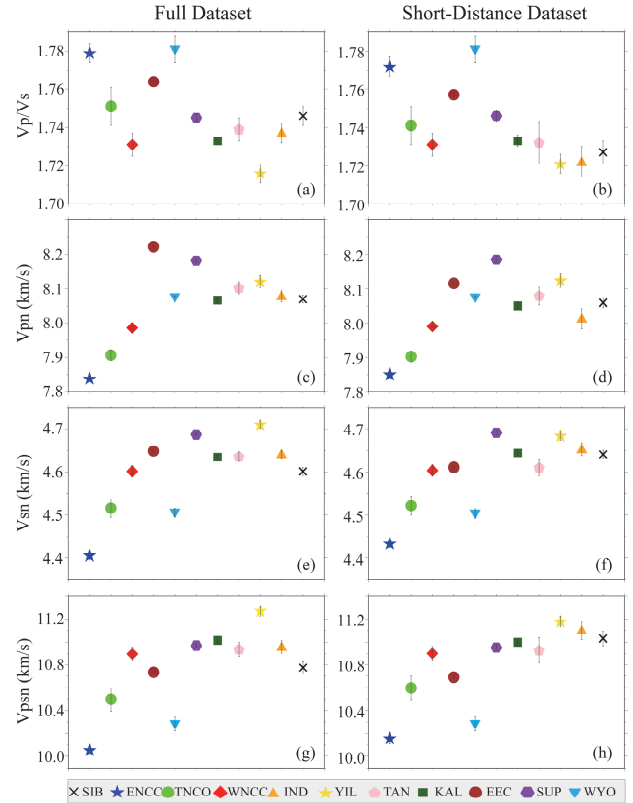 Full Dataset Short-Distance Dataset
Vp/Vs
1.78
1.76
1.74
1.72
1.70
(a)
1.78
1.76
1.74
1.72
1.70
(b)
Vpn (km/s)
8.2
8.1
8.0
7.9
7.8
(c)
8.2
8.1
8.0
7.9
7.8
(d)
Vsn (km/s)
4.7
4.6
4.5
4.4
(e)
4.7
4.6
4.5
4.4
(f)
Vpsn (km/s)
11.2
10.8
10.4
10.0
(g)
11.2
10.8
10.4
10.0
(h)
SIB ENCC TNCO WNCC IND YIL TAN KAL EEC SUP WYO